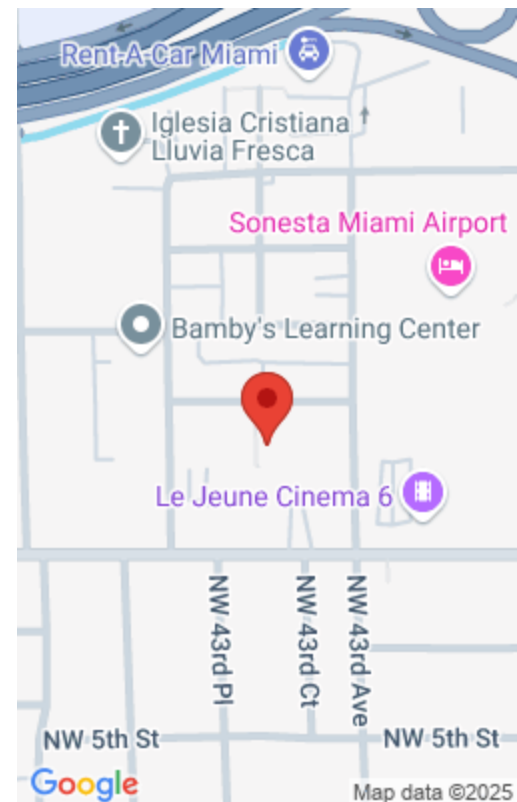 Rent-A-Car Miami
Iglesia Cristiana
Lluvia Fresca
Sonesta Miami Airport
Bamby's Learning Center
Le Jeune Cinema 6
NW 43rd Pl
NW 43rd Ct
NW 43rd Ave
NW 5th St
NW 5th St
Google
Map data ©2025